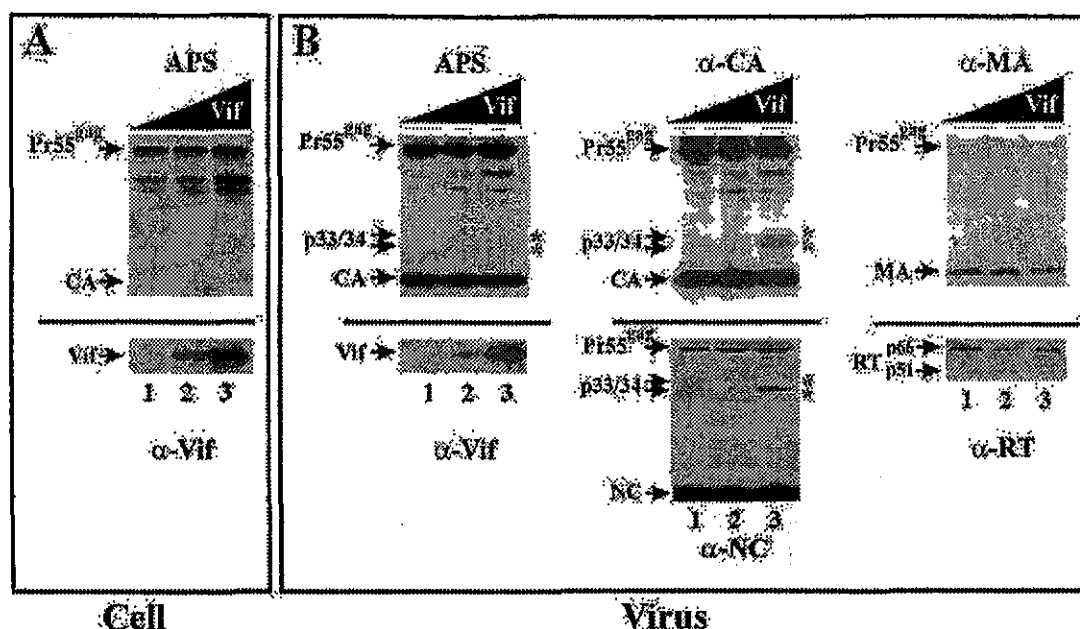 A
APS
Vif
Pr55gag
CA
Vif
1 2 3
α-Vif
Cell
B
APS
Vif
Pr55gag
p33/34
*
*
CA
Vif
1 2 3
α-Vif
α-CA
Vif
Pr55gag
p33/34
*
*
CA
Pr55gag
p33/34
*
*
NC
1 2 3
α-NC
α-MA
Vif
Pr55gag
MA
RT
p66
p51
1 2 3
α-RT
Virus